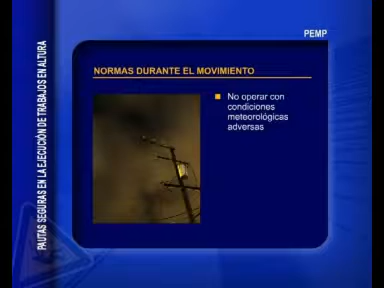 PEMP
PAUTAS SEGURAS EN LA EJECUCIÓN DE TRABAJOS EN ALTURA
NORMAS DURANTE EL MOVIMIENTO
No operar con
condiciones
meteorológicas
adversas